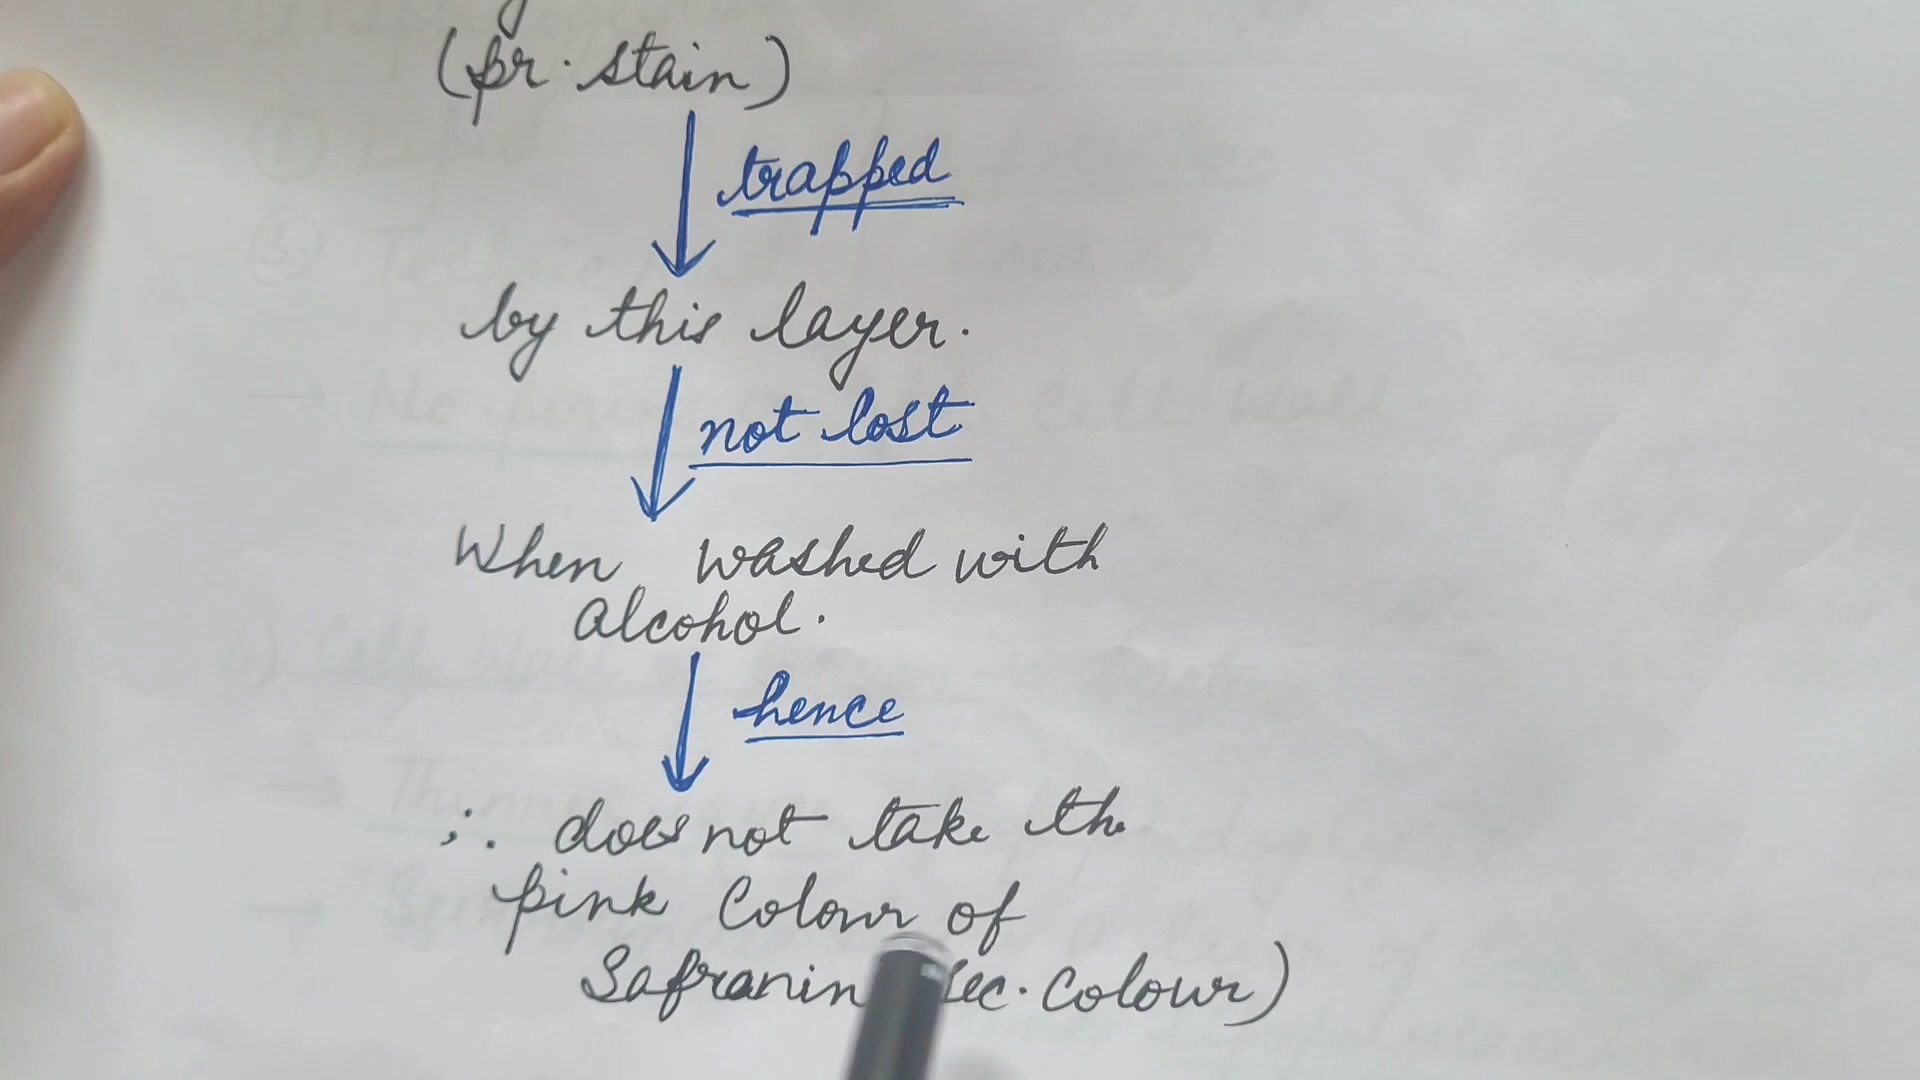 (pr. stain)
trapped
by this layer.
not lost
When washed with
alcohol.
hence
∴ does not take the
pink Colour of
Safranin sec. Colour)